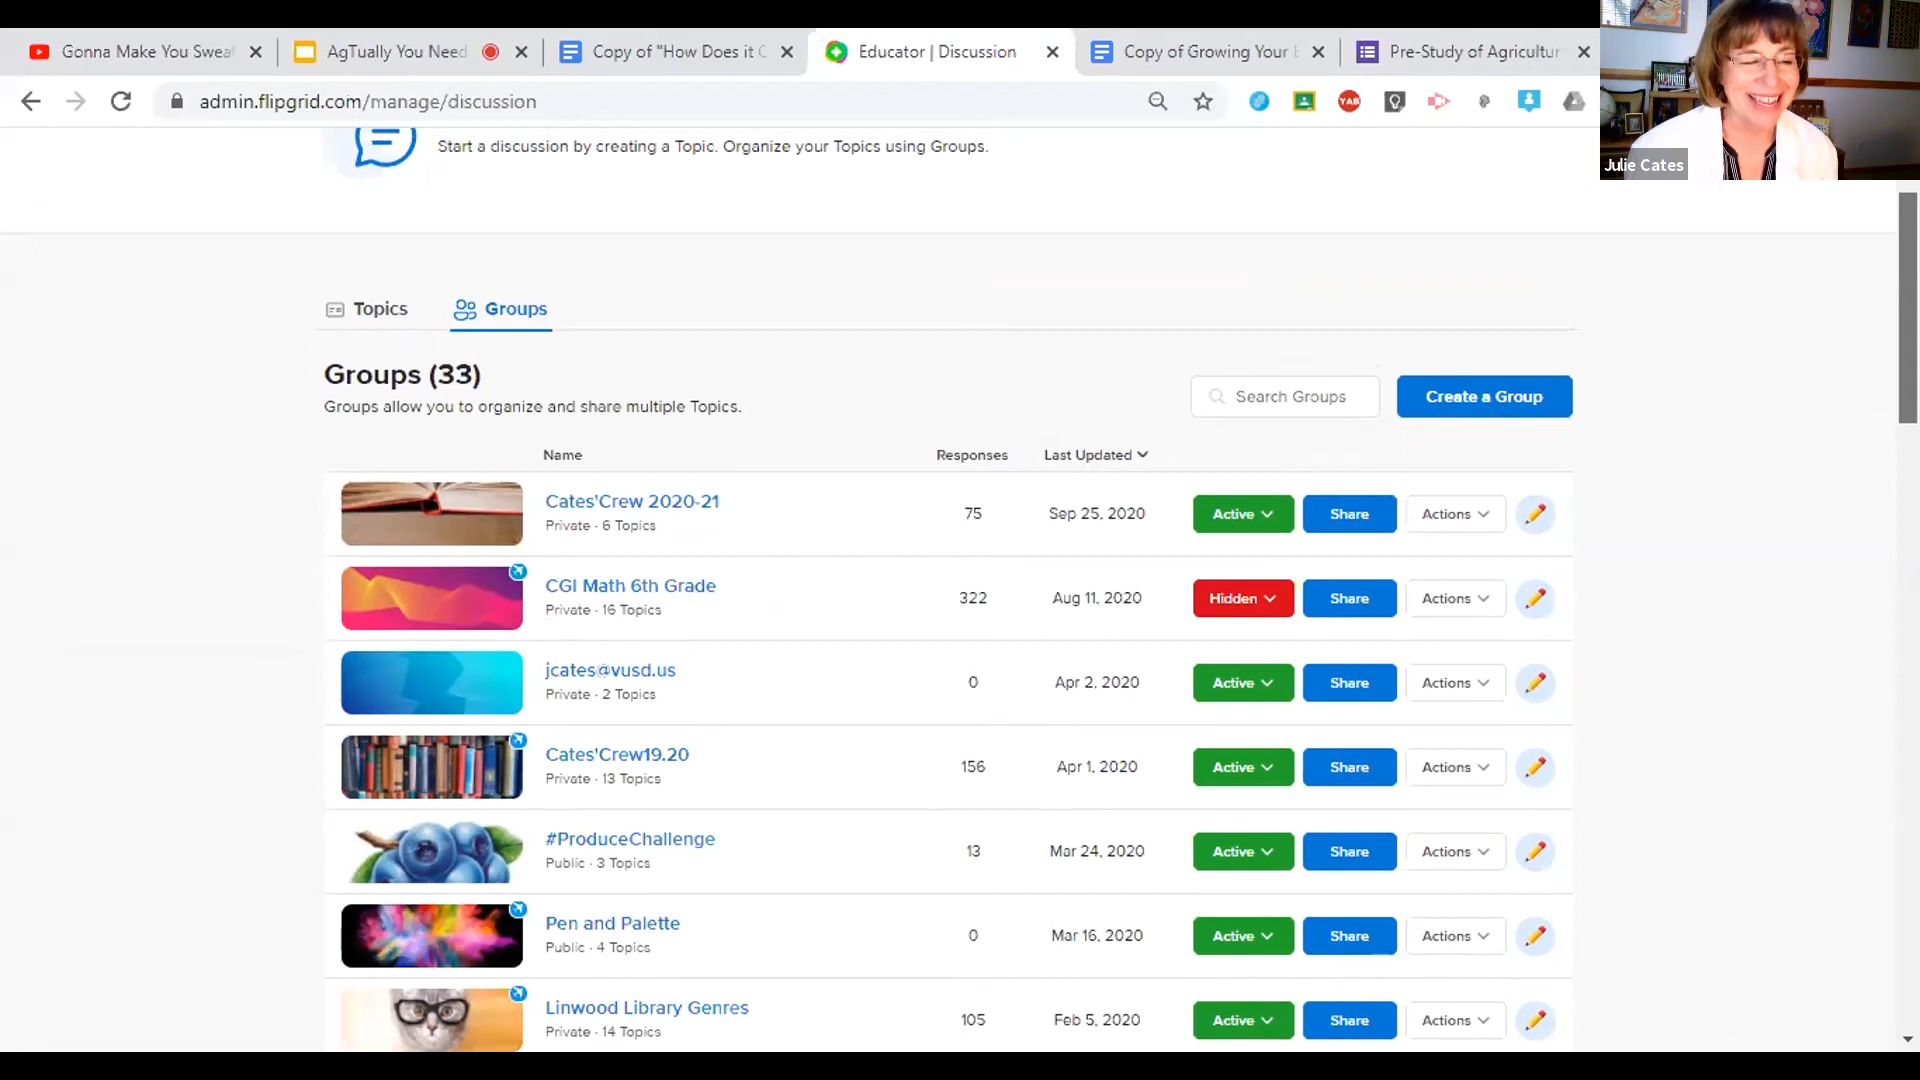 Gonna Make You Swea
AgTually You Need
Copy of "How Does it C
Educator | Discussion
Copy of Growing Your E
Pre-Study of Agricultur
admin.flipgrid.com/manage/discussion
YAB
Julie Cates
Start a discussion by creating a Topic. Organize your Topics using Groups.
Topics
Groups
Groups (33)
Groups allow you to organize and share multiple Topics.
Search Groups
Create a Group
Name
Responses
Last Updated
Cates'Crew 2020-21
Private · 6 Topics
75
Sep 25, 2020
Active
Share
Actions
CGI Math 6th Grade
Private · 16 Topics
322
Aug 11, 2020
Hidden
Share
Actions
jcates@vusd.us
Private · 2 Topics
0
Apr 2, 2020
Active
Share
Actions
Cates'Crew19.20
Private · 13 Topics
156
Apr 1, 2020
Active
Share
Actions
#ProduceChallenge
Public · 3 Topics
13
Mar 24, 2020
Active
Share
Actions
Pen and Palette
Public · 4 Topics
0
Mar 16, 2020
Active
Share
Actions
Linwood Library Genres
Private · 14 Topics
105
Feb 5, 2020
Active
Share
Actions